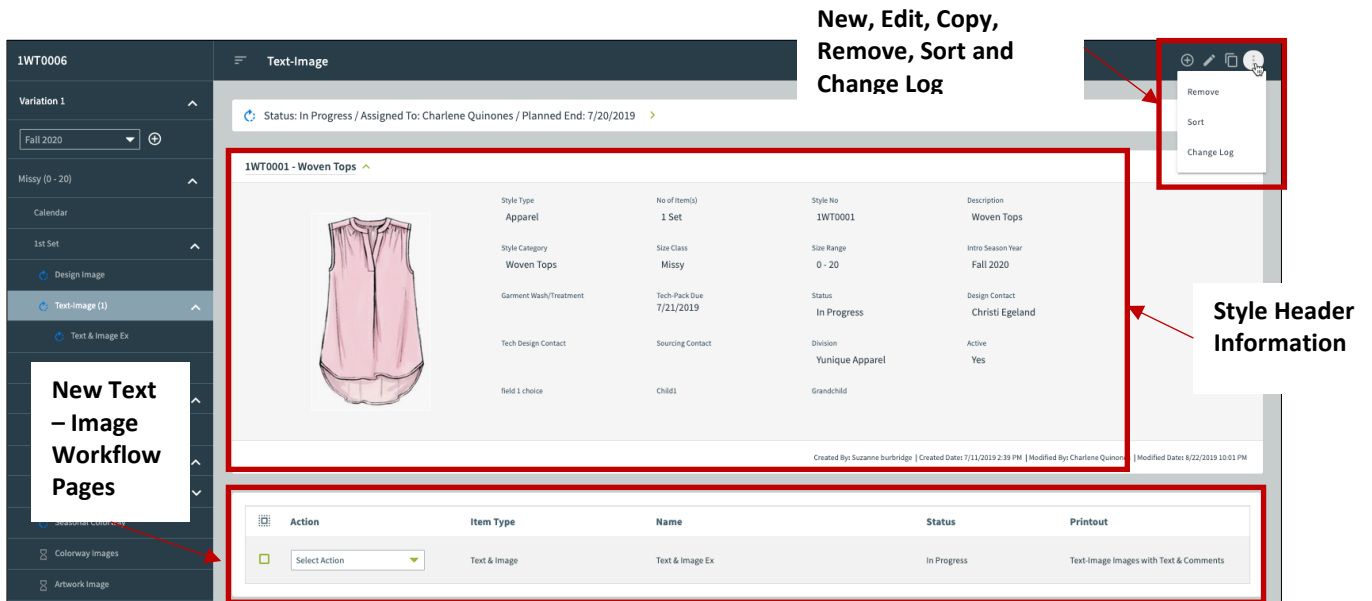 New, Edit, Copy,
Remove, Sort and
Change Log
1WT0006
Text-Image
Variation 1
Remove
Status: In Progress / Assigned To: Charlene Quinones / Planned End: 7/20/2019 >
Fall 2020
Sort
Change Log
1WT0001 - Woven Tops
Missy (0 - 20)
Style Type
No of Item(s)
Style No
Description
Apparel
1 Set
1WT0001
Woven Tops
Calendar
1st Set
Style Category
Size Class
Size Range
Intro Season Year
Woven Tops
Missy
0 - 20
Fall 2020
Design Image
Garment Wash/Treatment
Tech-Pack Due
Status
Design Contact
7/21/2019
In Progress
Christi Egeland
Text-Image (1)
Style Header
Information
Text & Image Ex
Tech Design Contact
Sourcing Contact
Division
Active
Yunique Apparel
Yes
New Text
– Image
Workflow
Pages
field 1 choice
Child1
Grandchild
Created By: Suzanne burbridge | Created Date: 7/11/2019 2:39 PM | Modified By: Charlene Quinones | Modified Date: 8/22/2019 10:01 PM
Seasonal Colorway
Action
Item Type
Name
Status
Printout
Colorway Images
Select Action
Text & Image
Text & Image Ex
In Progress
Text-Image Images with Text & Comments
Artwork Image